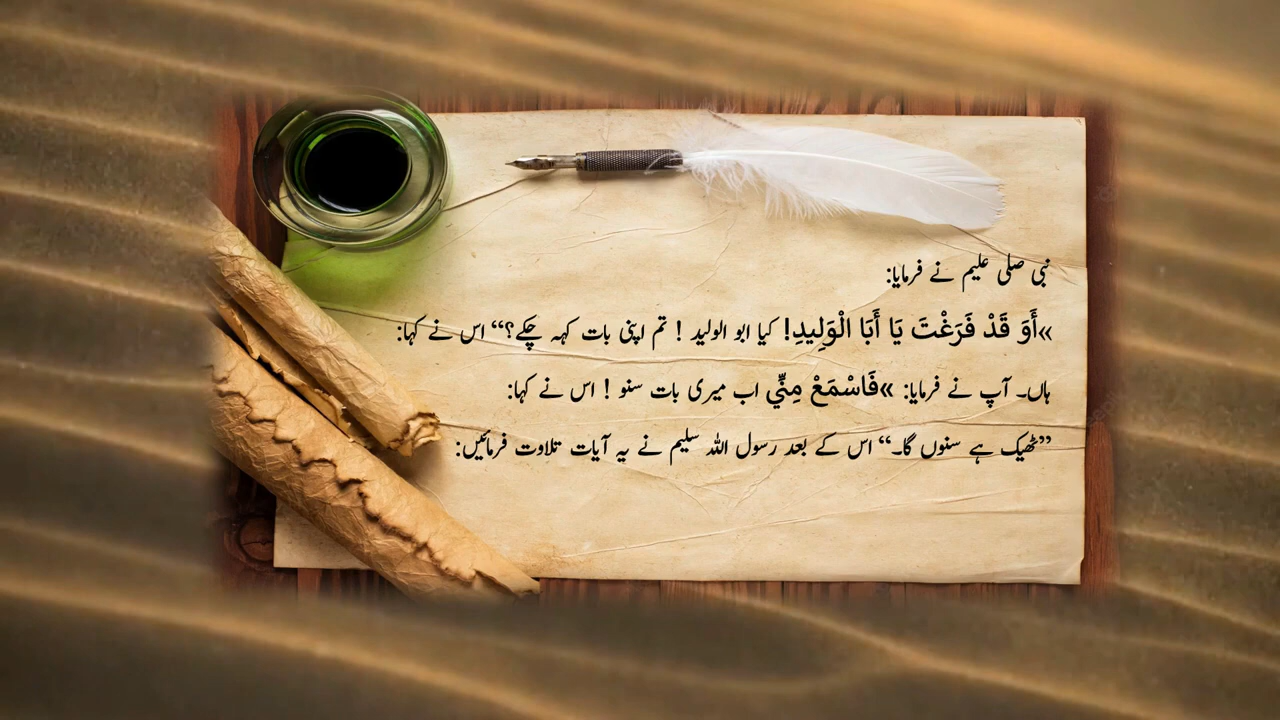 نبی صلی علیم نے فرمایا:
»أَوَ قَدْ فَرَغْتَ يَا أَبَا الْوَلِيدِ! کیا ابو الولید ! تم اپنی بات کہہ چکے؟“ اس نے کہا:
ہاں۔ آپ نے فرمایا: »فَاسْمَعْ مِنِّي اب میری بات سنو ! اس نے کہا:
”ٹھیک ہے سنوں گا۔“ اس کے بعد رسول اللہ سلیم نے یہ آیات تلاوت فرمائیں: